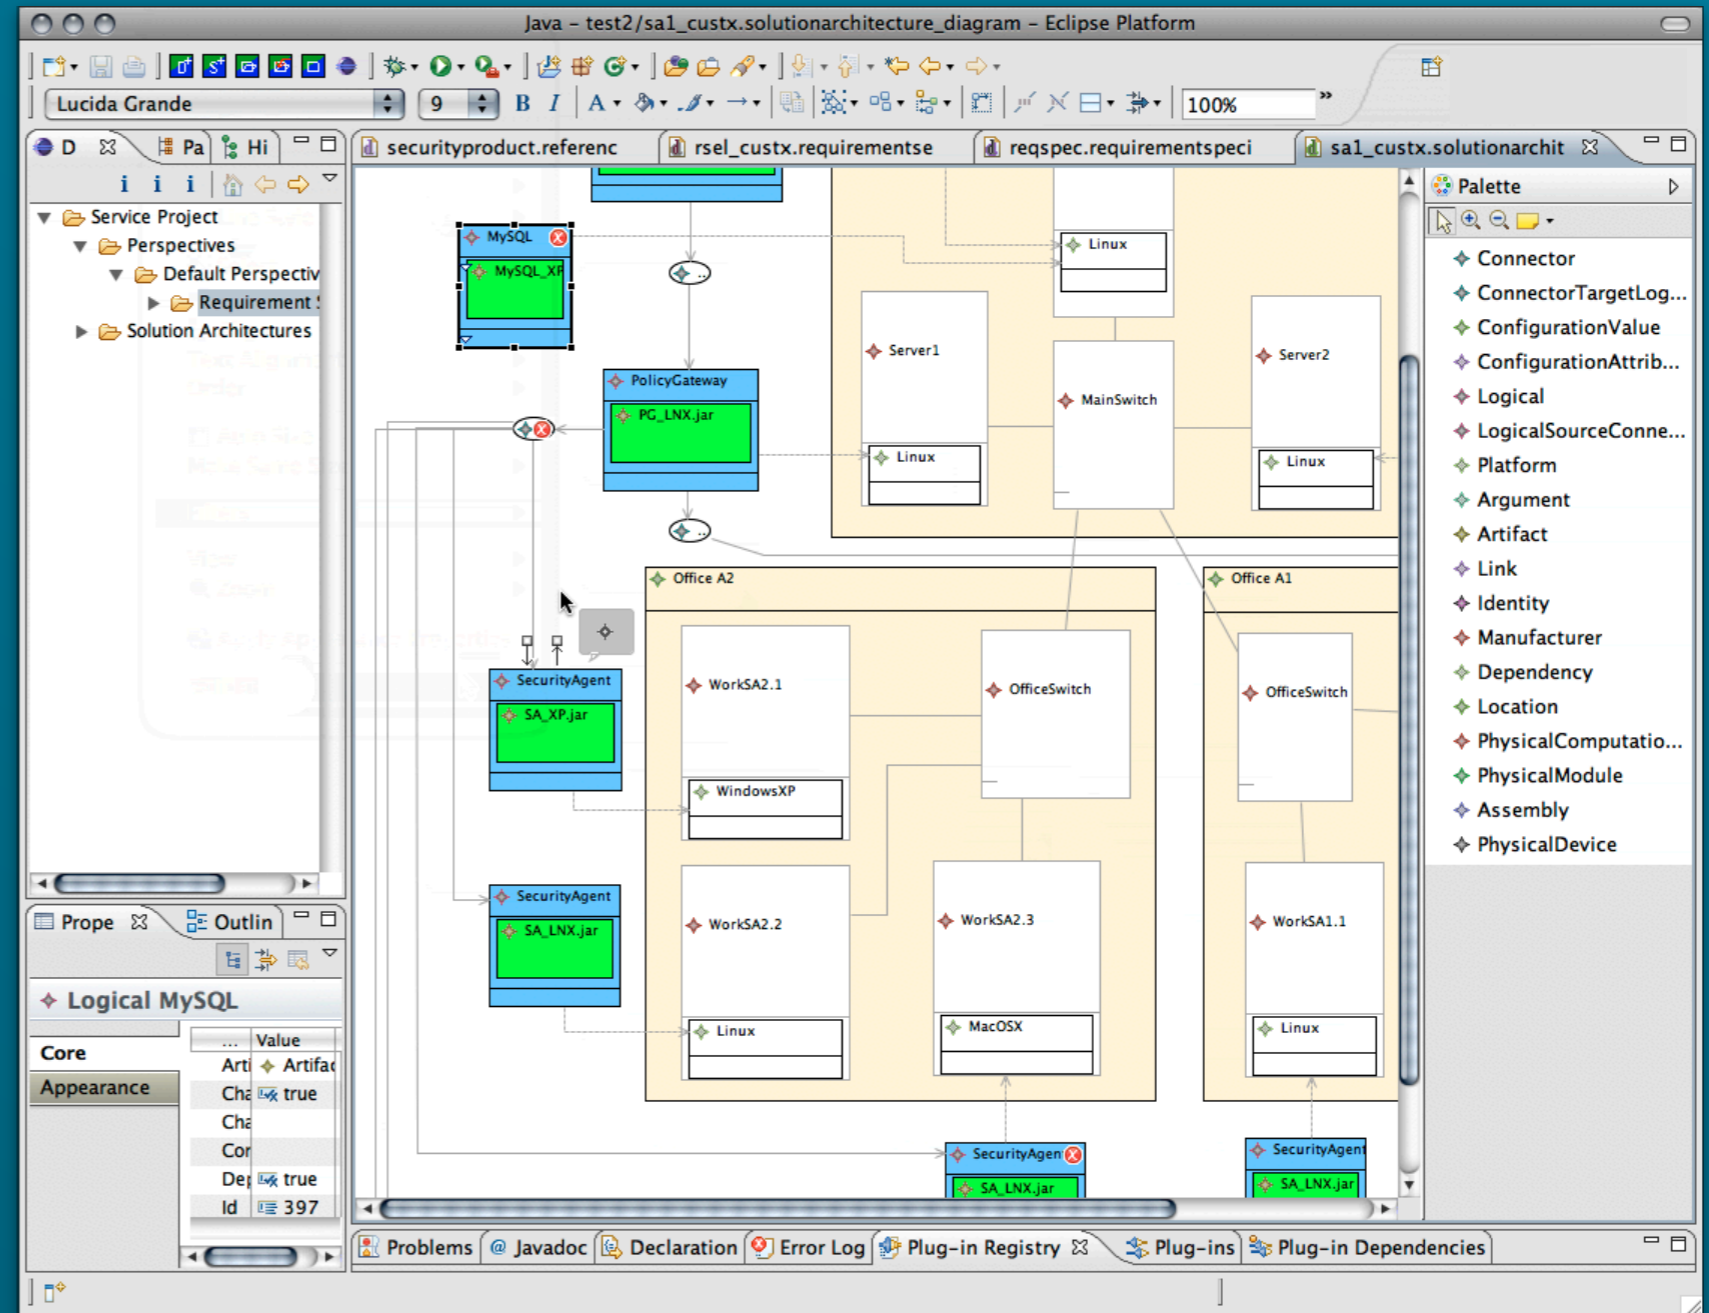 Java – test2/sa1_custx.solutionarchitecture_diagram – Eclipse Platform
Lucida Grande
9
B
I
A
100%
»
D
Pa
Hi
securityproduct.referenc
rsel_custx.requirementse
reqspec.requirementspeci
sa1_custx.solutionarchit
Service Project
Perspectives
Default Perspectiv
Requirement S
Solution Architectures
MySQL
MySQL_XP
..
PolicyGateway
PG_LNX.jar
..
Linux
Server1
Linux
MainSwitch
Server2
Linux
Office A2
Office A1
SecurityAgent
SA_XP.jar
WorkSA2.1
WindowsXP
OfficeSwitch
OfficeSwitch
SecurityAgent
SA_LNX.jar
WorkSA2.2
Linux
WorkSA2.3
MacOSX
WorkSA1.1
Linux
SecurityAgen
SA_LNX.jar
SecurityAgent
SA_LNX.jar
Palette
Connector
ConnectorTargetLog...
ConfigurationValue
ConfigurationAttrib...
Logical
LogicalSourceConne...
Platform
Argument
Artifact
Link
Identity
Manufacturer
Dependency
Location
PhysicalComputatio...
PhysicalModule
Assembly
PhysicalDevice
Prope
Outlin
Logical MySQL
Core
Appearance
...
Value
Arti
Artifac
Cha
true
Cha
Cor
Dep
true
Id
397
Problems
@ Javadoc
Declaration
Error Log
Plug-in Registry
Plug-ins
Plug-in Dependencies